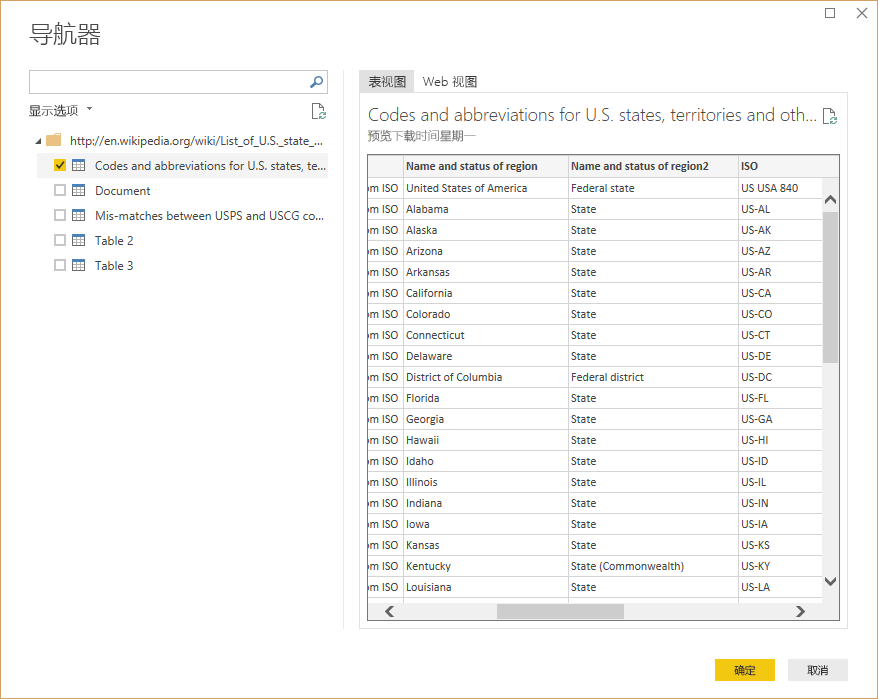 导航器
显示选项
http://en.wikipedia.org/wiki/List_of_U.S._state_...
Codes and abbreviations for U.S. states, te...
Document
Mis-matches between USPS and USCG co...
Table 2
Table 3
表视图 Web 视图
Codes and abbreviations for U.S. states, territories and oth...
预览下载时间星期一
Name and status of region Name and status of region2 ISO
om ISO United States of America Federal state US USA 840
om ISO Alabama State US-AL
om ISO Alaska State US-AK
om ISO Arizona State US-AZ
om ISO Arkansas State US-AR
om ISO California State US-CA
om ISO Colorado State US-CO
om ISO Connecticut State US-CT
om ISO Delaware State US-DE
om ISO District of Columbia Federal district US-DC
om ISO Florida State US-FL
om ISO Georgia State US-GA
om ISO Hawaii State US-HI
om ISO Idaho State US-ID
om ISO Illinois State US-IL
om ISO Indiana State US-IN
om ISO Iowa State US-IA
om ISO Kansas State US-KS
om ISO Kentucky State (Commonwealth) US-KY
om ISO Louisiana State US-LA
确定 取消